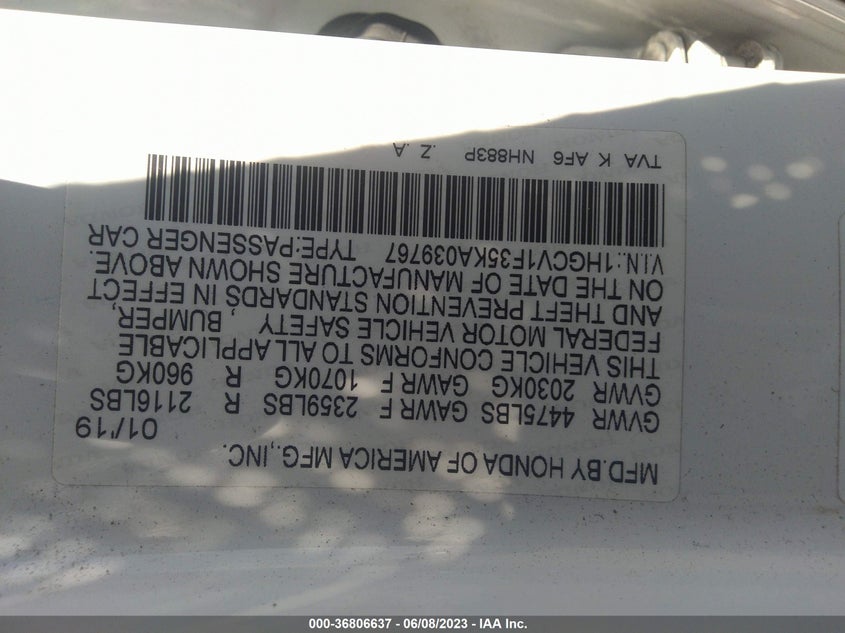 MFD.BY HONDA OF AMERICA MFG.,INC.
01/'19
GVWR 4475LBS GAWR F 2359LBS R 2116LBS
GVWR 2030KG GAWR F 1070KG R 960KG
THIS VEHICLE CONFORMS TO ALL APPLICABLE
FEDERAL MOTOR VEHICLE SAFETY , BUMPER,
AND THEFT PREVENTION STANDARDS IN EFFECT
ON THE DATE OF MANUFACTURE SHOWN ABOVE.
V.I.N.:1HGCV1F35KA039767 TYPE:PASSENGER CAR
TVA K AF6 NH883P .Z .A
000-36806637 - 06/08/2023 - IAA Inc.